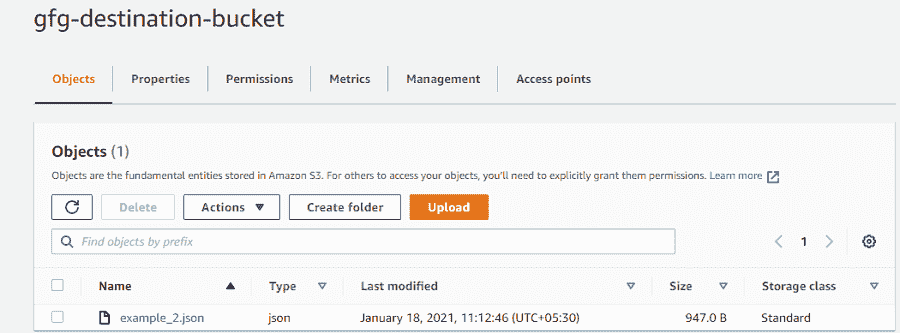 gfg-destination-bucket
Objects Properties Permissions Metrics Management Access points
Objects (1)
Objects are the fundamental entities stored in Amazon S3. For others to access your objects, you'll need to explicitly grant them permissions. Learn more
Delete Actions Create folder Upload
Find objects by prefix 1
Name Type Last modified Size Storage class
example_2.json json January 18, 2021, 11:12:46 (UTC+05:30) 947.0 B Standard